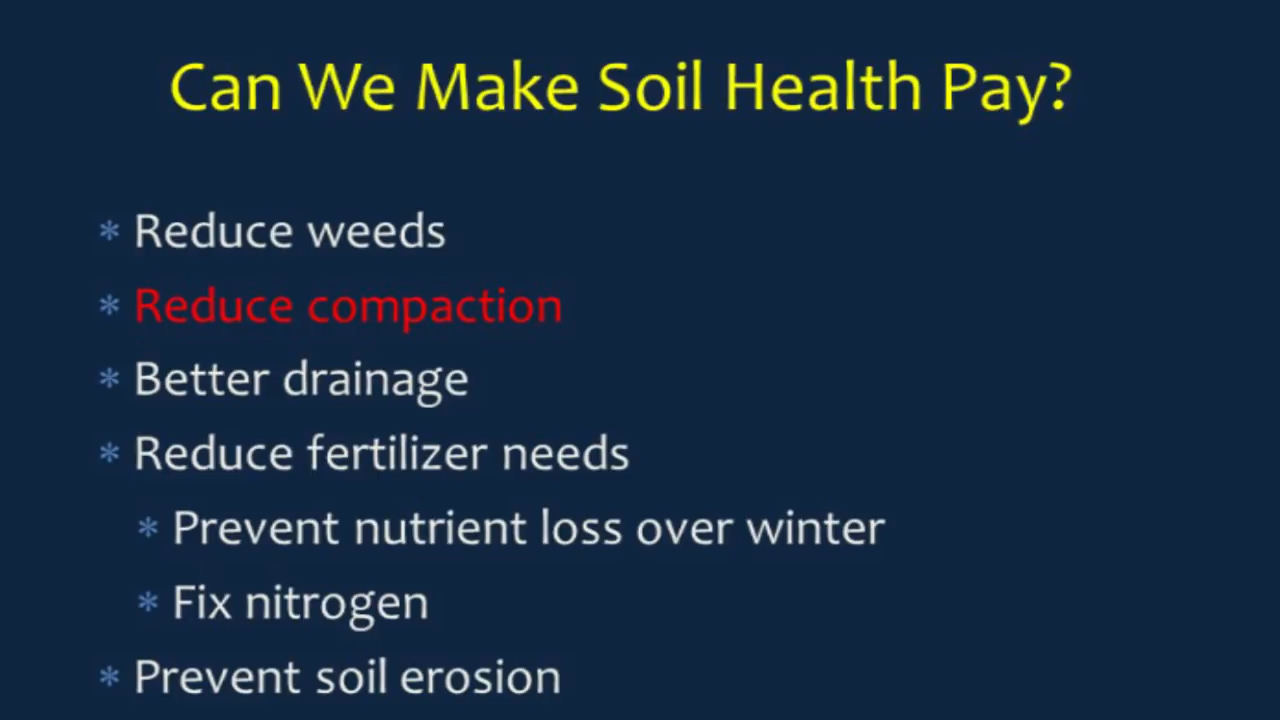 Can We Make Soil Health Pay?
* Reduce weeds
* Reduce compaction
* Better drainage
* Reduce fertilizer needs
* Prevent nutrient loss over winter
* Fix nitrogen
* Prevent soil erosion